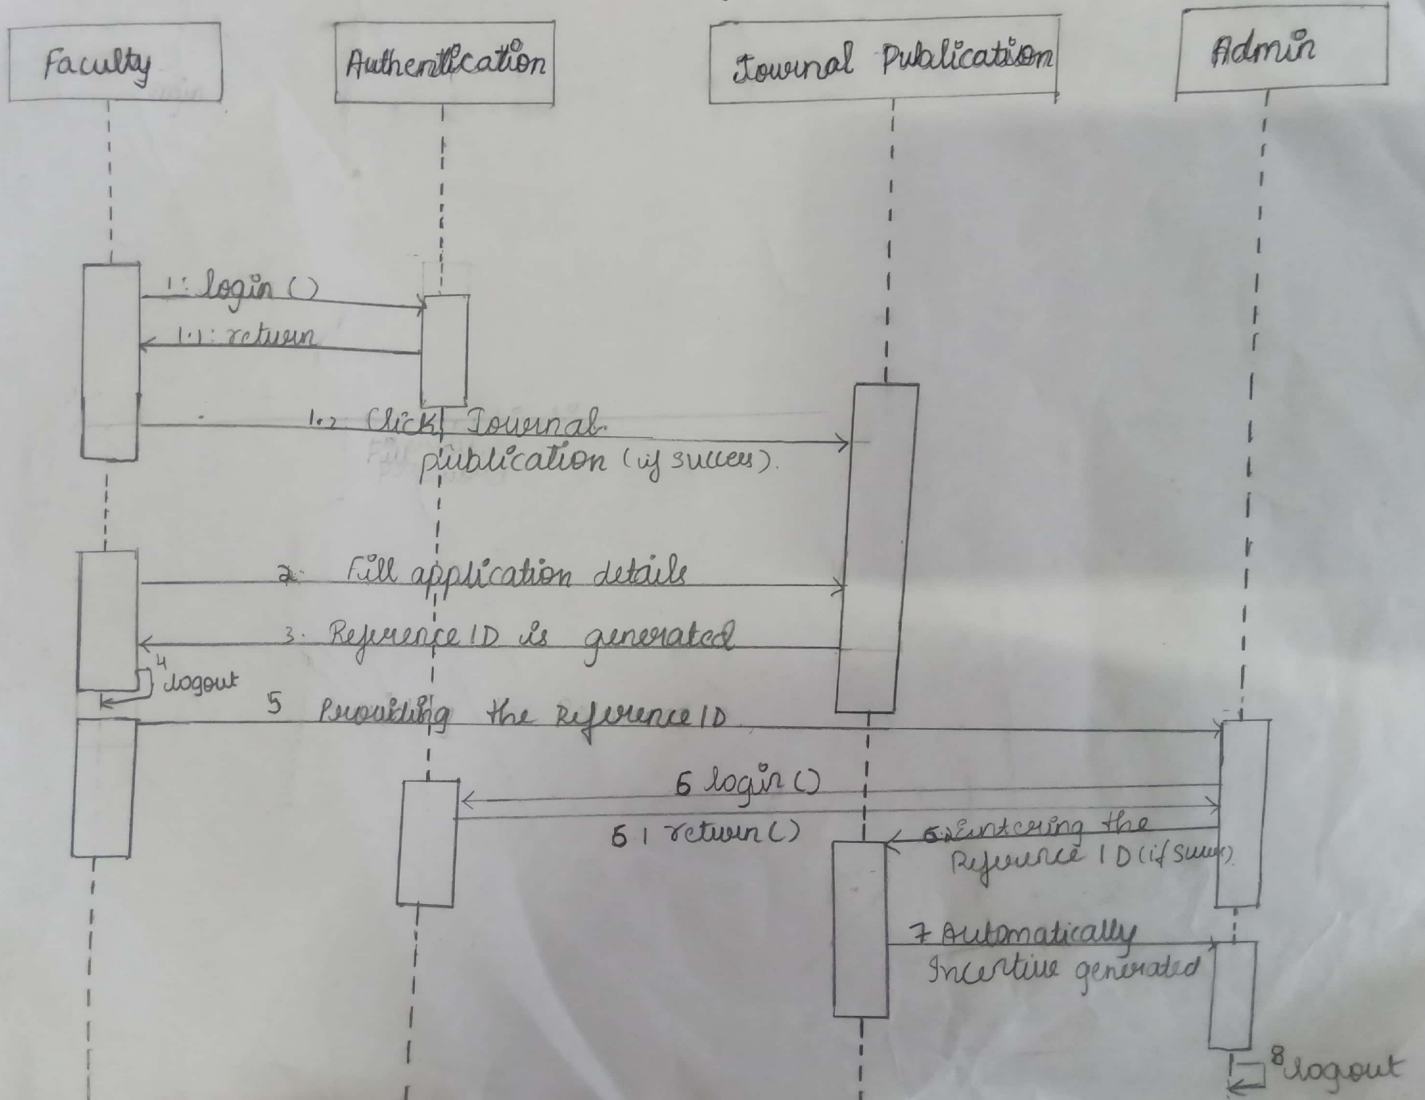 Faculty
Authentication
Journal Publication
Admin
1: login ()
1.1: return
1.2 Click Journal
publication (if success).
2. Fill application details
3. Reference ID is generated
4 logout
5 Providing the Reference ID
6 login ()
6.1 return ()
6.2 Entering the
Reference ID (if succes)
7 Automatically
Incentive generated
8 logout